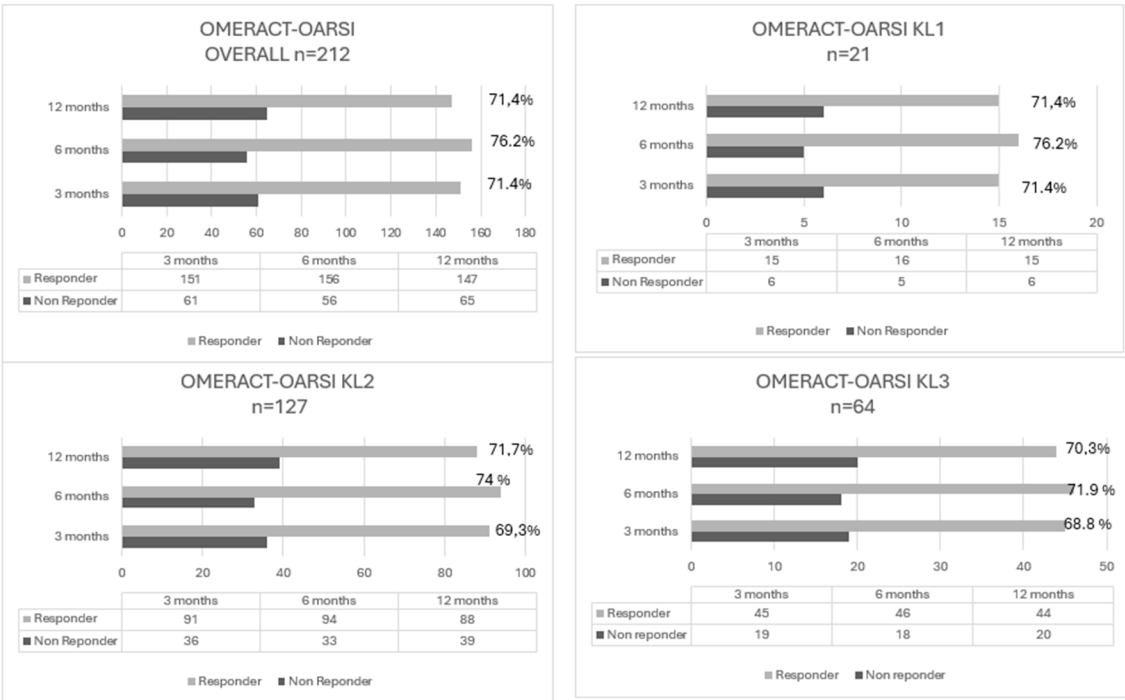 OMERACT-OARSI
OVERALL n=212
12 months
71,4%
6 months
76.2%
3 months
71.4%
0 20 40 60 80 100 120 140 160 180
3 months 6 months 12 months
Responder 151 156 147
Non Reponder 61 56 65
Responder Non Reponder
OMERACT-OARSI KL1
n=21
12 months
71,4%
6 months
76.2%
3 months
71.4%
0 5 10 15 20
3 months 6 months 12 months
Responder 15 16 15
Non Responder 6 5 6
Responder Non Responder
OMERACT-OARSI KL2
n=127
12 months
71,7%
74 %
6 months
3 months
69,3%
0 20 40 60 80 100
3 months 6 months 12 months
Responder 91 94 88
Non Reponder 36 33 39
Responder Non Reponder
OMERACT-OARSI KL3
n=64
12 months
70,3%
6 months
71.9 %
3 months
68.8 %
0 10 20 30 40 50
3 months 6 months 12 months
Responder 45 46 44
Non reponder 19 18 20
Responder Non reponder